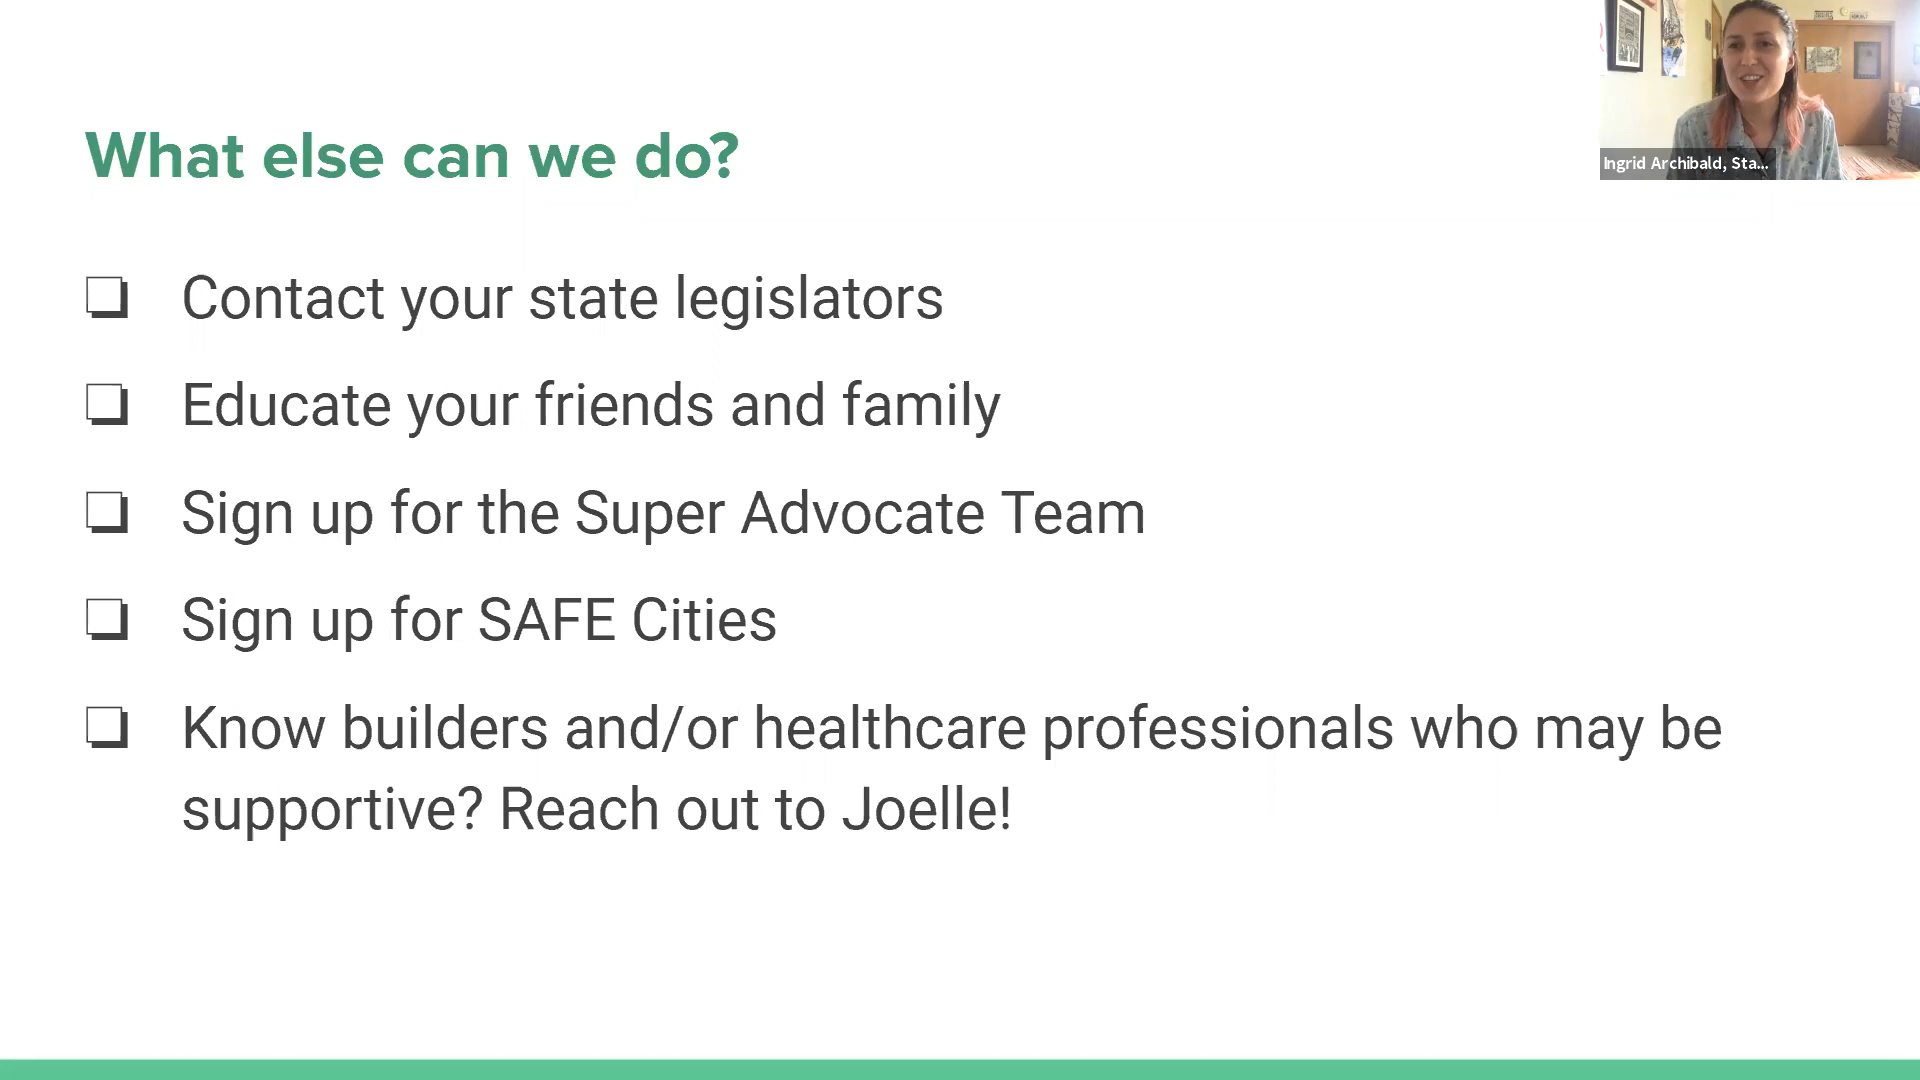 What else can we do?
Ingrid Archibald, Sta...
❏ Contact your state legislators
❏ Educate your friends and family
❏ Sign up for the Super Advocate Team
❏ Sign up for SAFE Cities
❏ Know builders and/or healthcare professionals who may be
supportive? Reach out to Joelle!